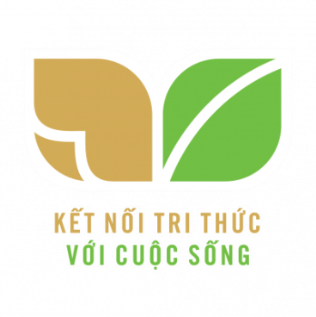 KẾT NỐI TRI THỨC
VỚI CUỘC SỐNG